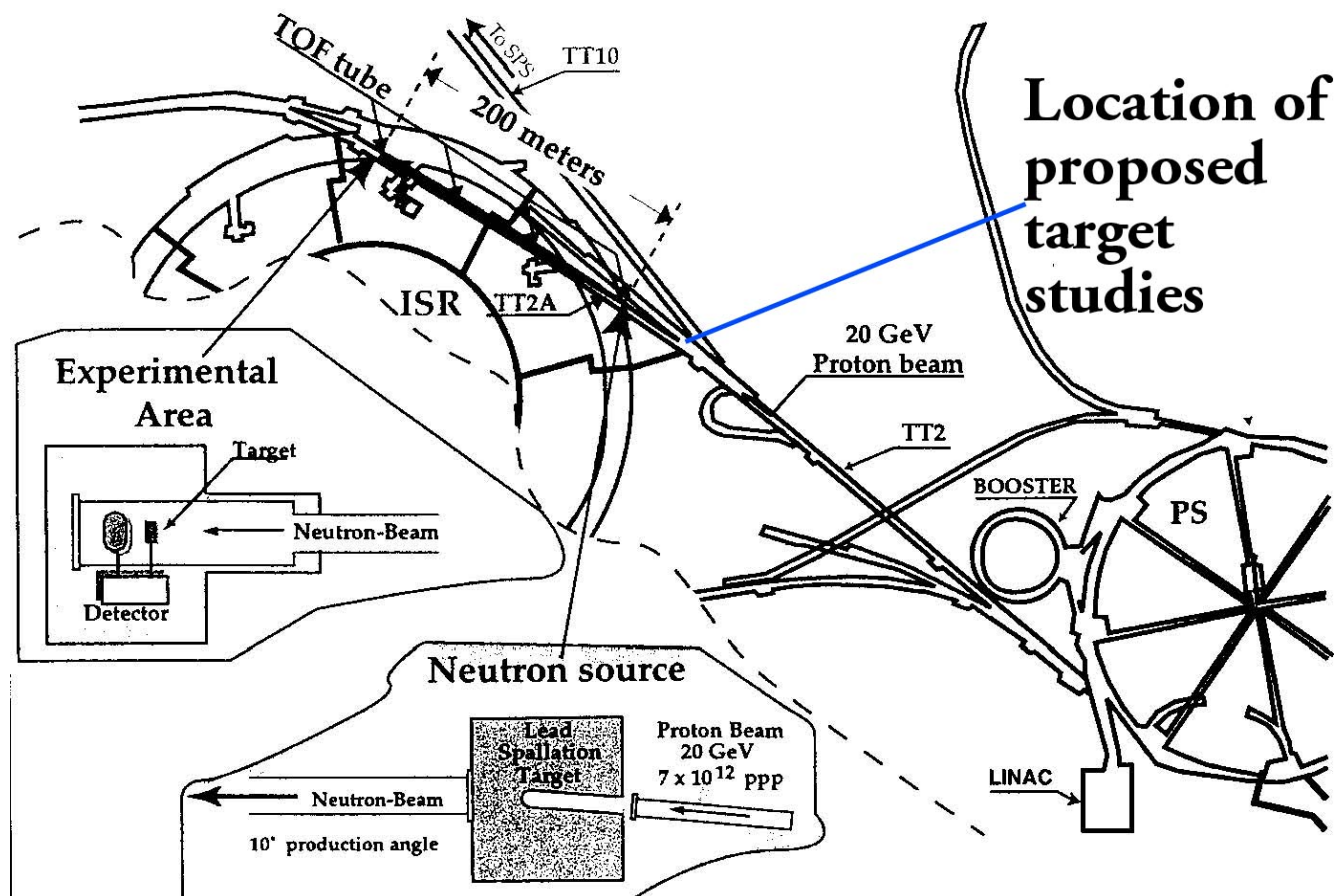 To SPS
TT10
TOF tube
200 meters
Location of
proposed
target
studies
ISR
TT2A
20 GeV
Proton beam
TT2
BOOSTER
PS
LINAC
Experimental
Area
Target
Neutron-Beam
Detector
Neutron source
Lead
Spallation
Target
Proton Beam
20 GeV
7 x 10¹² ppp
Neutron-Beam
10° production angle